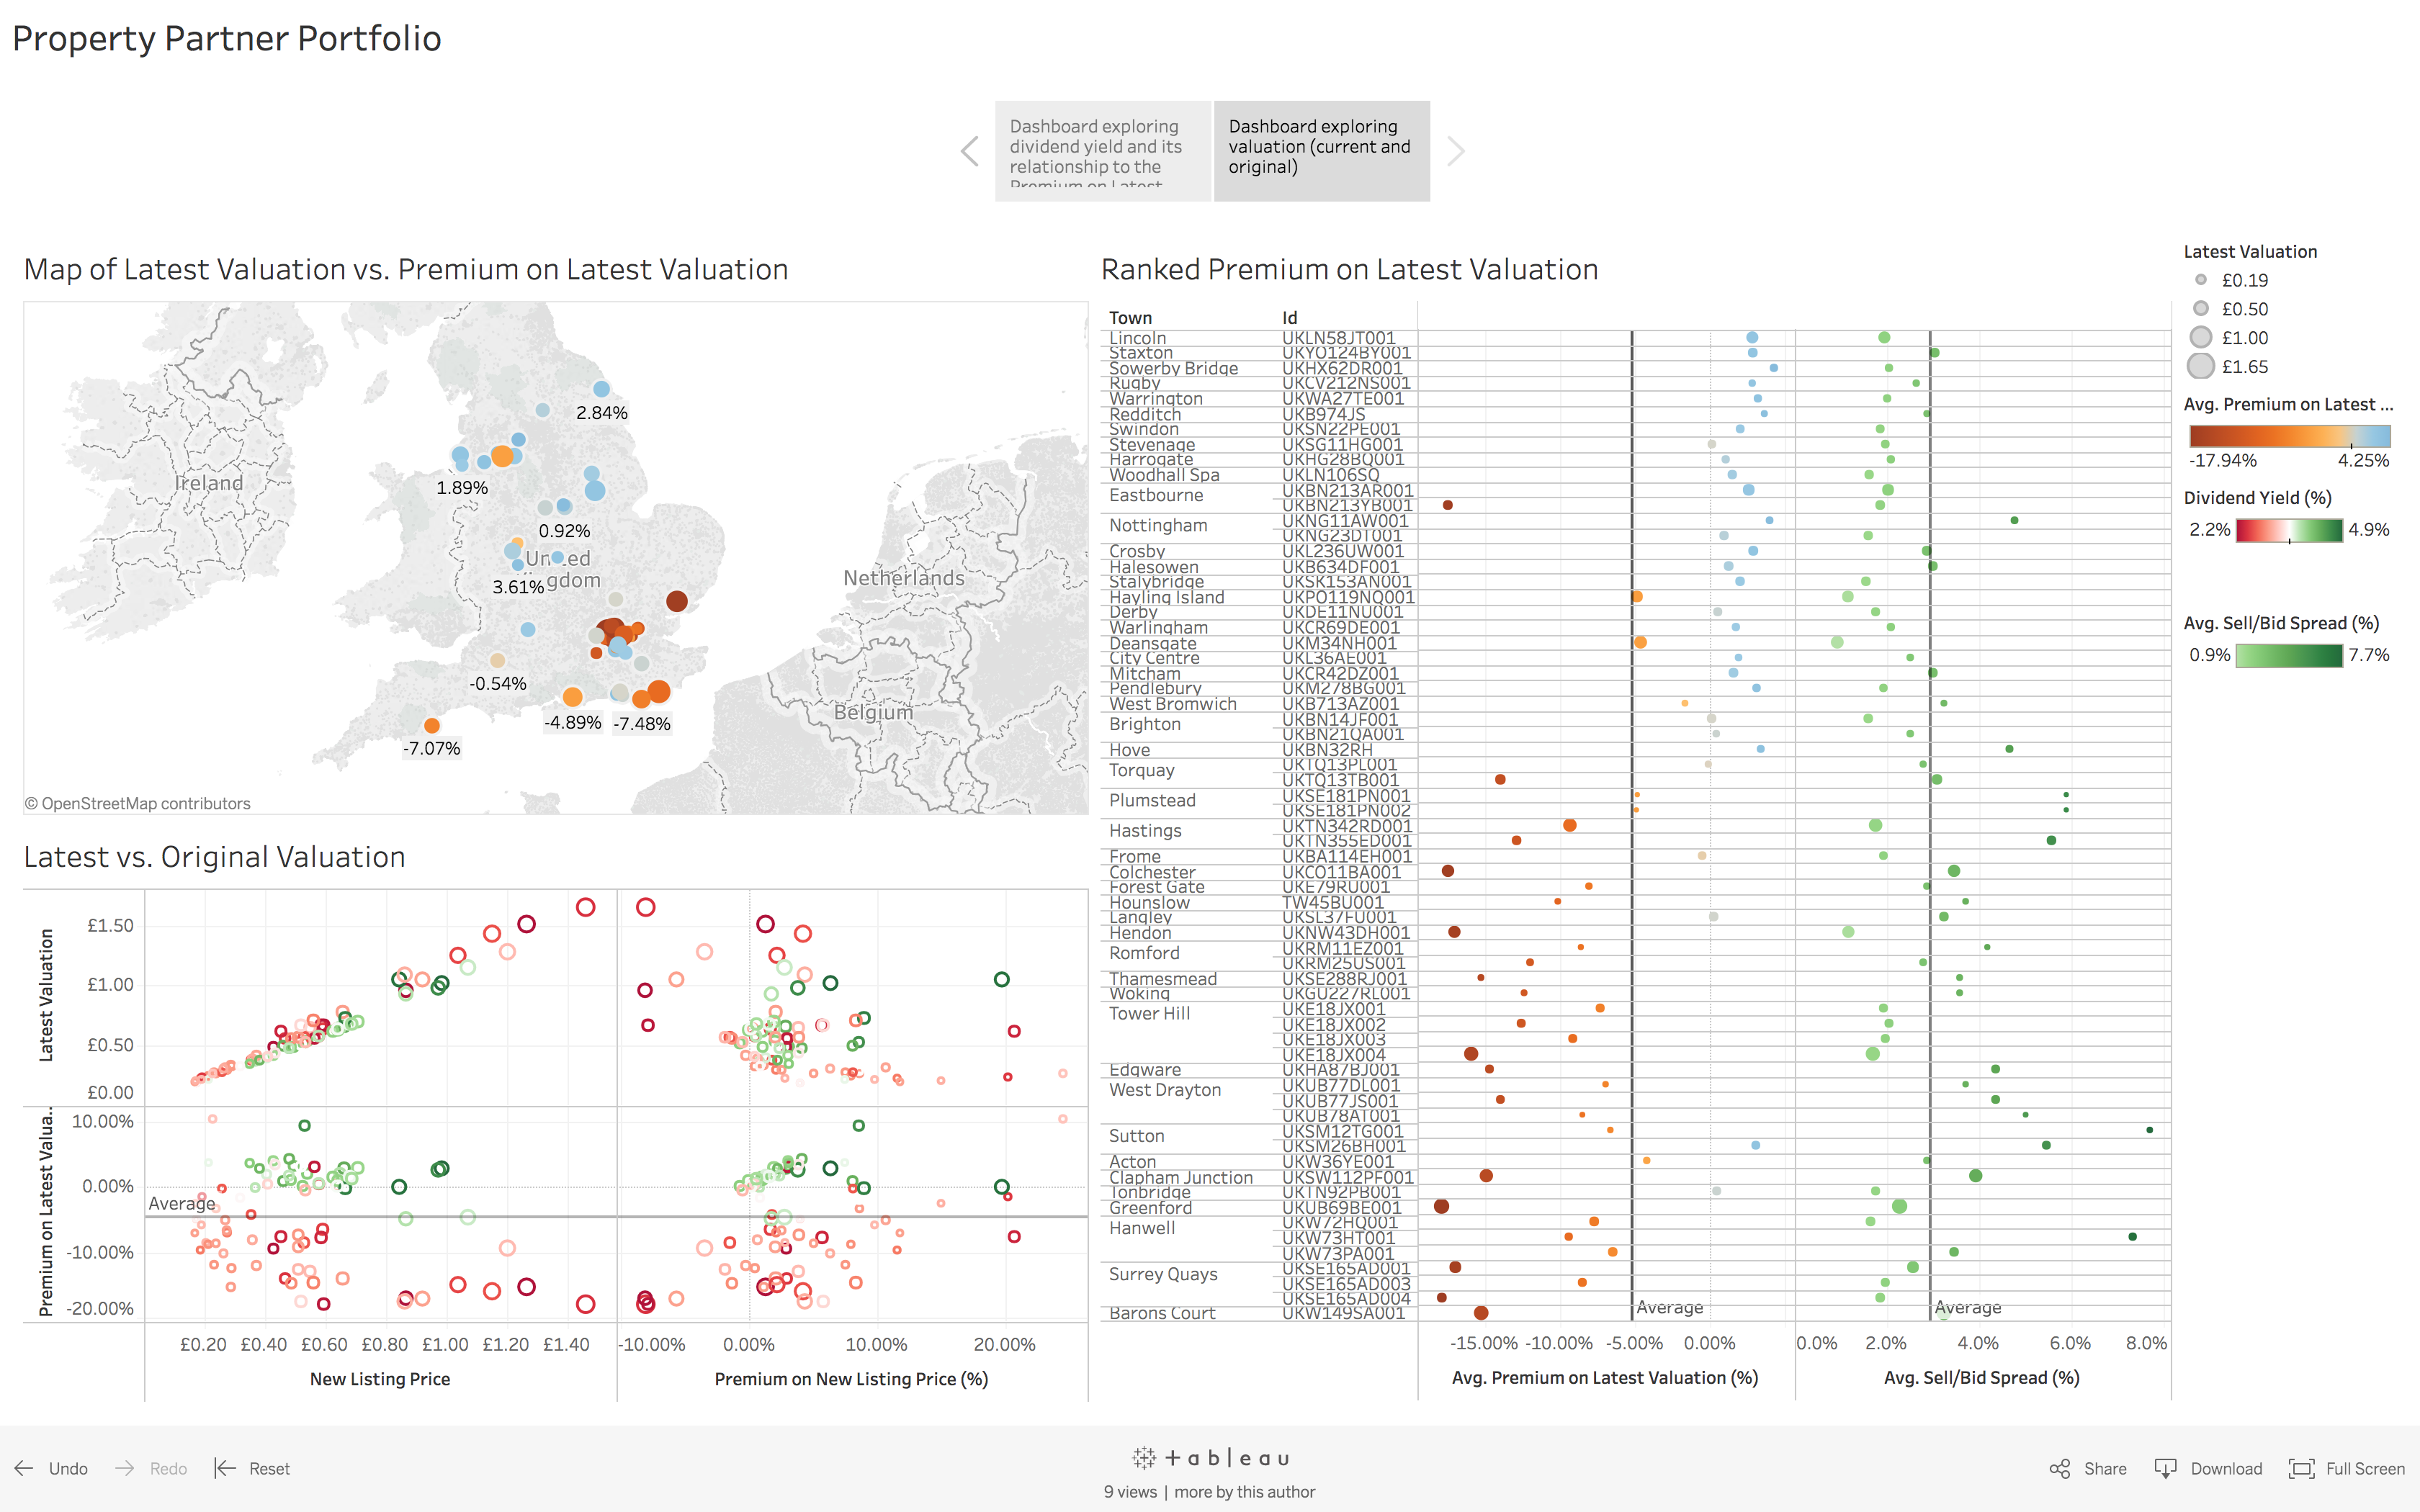 Property Partner Portfolio
Dashboard exploring
dividend yield and its
relationship to the
Premium on Latest
Dashboard exploring
valuation (current and
original)
Map of Latest Valuation vs. Premium on Latest Valuation
Ireland
United
Kingdom
Netherlands
Belgium
2.84%
1.89%
0.92%
3.61%
-0.54%
-4.89%
-7.48%
-7.07%
© OpenStreetMap contributors
Latest vs. Original Valuation
Latest Valuation
£1.50
£1.00
£0.50
£0.00
Premium on Latest Valua..
10.00%
0.00%
Average
-10.00%
-20.00%
£0.20 £0.40 £0.60 £0.80 £1.00 £1.20 £1.40
New Listing Price
-10.00% 0.00% 10.00% 20.00%
Premium on New Listing Price (%)
Ranked Premium on Latest Valuation
Town Id
Lincoln UKLN58JT001
Staxton UKYO124BY001
Sowerby Bridge UKHX62DR001
Rugby UKCV212NS001
Warrington UKWA27TE001
Redditch UKB974JS
Swindon UKSN22PE001
Stevenage UKSG11HG001
Harrogate UKHG28BQ001
Woodhall Spa UKLN106SQ
Eastbourne UKBN213AR001
UKBN213YB001
Nottingham UKNG11AW001
UKNG23DT001
Crosby UKL236UW001
Halesowen UKB634DF001
Stalybridge UKSK153AN001
Hayling Island UKPO119NQ001
Derby UKDE11NU001
Warlingham UKCR69DE001
Deansgate UKM34NH001
City Centre UKL36AE001
Mitcham UKCR42DZ001
Pendlebury UKM278BG001
West Bromwich UKB713AZ001
Brighton UKBN14JF001
UKBN21QA001
Hove UKBN32RH
Torquay UKTQ13PL001
UKTQ13TB001
Plumstead UKSE181PN001
UKSE181PN002
Hastings UKTN342RD001
UKTN355ED001
Frome UKBA114EH001
Colchester UKCO11BA001
Forest Gate UKE79RU001
Hounslow TW45BU001
Langley UKSL37FU001
Hendon UKNW43DH001
Romford UKRM11EZ001
UKRM25US001
Thamesmead UKSE288RJ001
Woking UKGU227RL001
Tower Hill UKE18JX001
UKE18JX002
UKE18JX003
UKE18JX004
Edgware UKHA87BJ001
West Drayton UKUB77DL001
UKUB77JS001
UKUB78AT001
Sutton UKSM12TG001
UKSM26BH001
Acton UKW36YE001
Clapham Junction UKSW112PF001
Tonbridge UKTN92PB001
Greenford UKUB69BE001
Hanwell UKW72HQ001
UKW73HT001
UKW73PA001
Surrey Quays UKSE165AD001
UKSE165AD003
UKSE165AD004
Barons Court UKW149SA001
Average
Average
-15.00% -10.00% -5.00% 0.00%
Avg. Premium on Latest Valuation (%)
0.0% 2.0% 4.0% 6.0% 8.0%
Avg. Sell/Bid Spread (%)
Latest Valuation
£0.19
£0.50
£1.00
£1.65
Avg. Premium on Latest ...
-17.94% 4.25%
Dividend Yield (%)
2.2% 4.9%
Avg. Sell/Bid Spread (%)
0.9% 7.7%
Undo Redo Reset
+ableau
9 views | more by this author
Share Download Full Screen